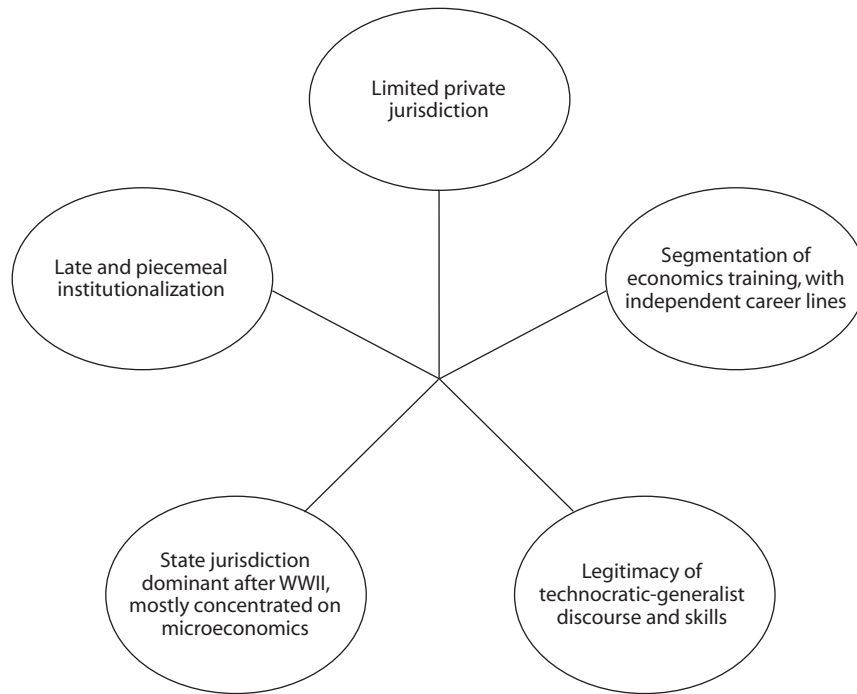 Limited private
jurisdiction
Late and piecemeal
institutionalization
Segmentation of
economics training, with
independent career lines
State jurisdiction
dominant after WWII,
mostly concentrated on
microeconomics
Legitimacy of
technocratic-generalist
discourse and skills